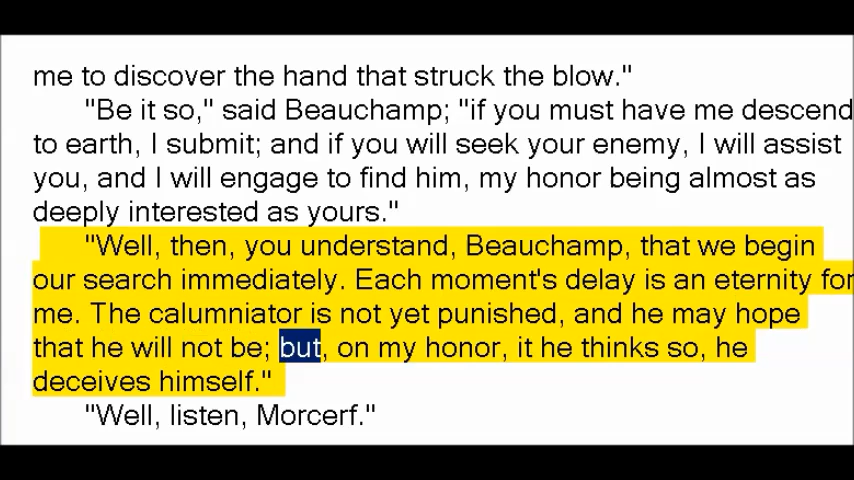 me to discover the hand that struck the blow."
"Be it so," said Beauchamp; "if you must have me descend
to earth, I submit; and if you will seek your enemy, I will assist
you, and I will engage to find him, my honor being almost as
deeply interested as yours."
"Well, then, you understand, Beauchamp, that we begin
our search immediately. Each moment's delay is an eternity for
me. The calumniator is not yet punished, and he may hope
that he will not be; but, on my honor, it he thinks so, he
deceives himself."
"Well, listen, Morcerf."